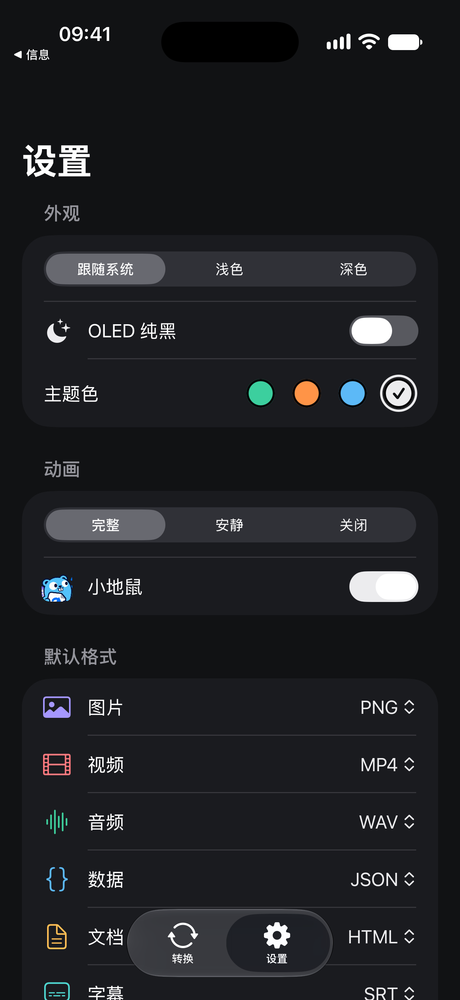 09:41
◀ 信息
设置
外观
跟随系统 浅色 深色
OLED 纯黑
主题色
动画
完整 安静 关闭
小地鼠
默认格式
图片 PNG
视频 MP4
音频 WAV
数据 JSON
文档 HTML
转换 设置
字幕 SRT